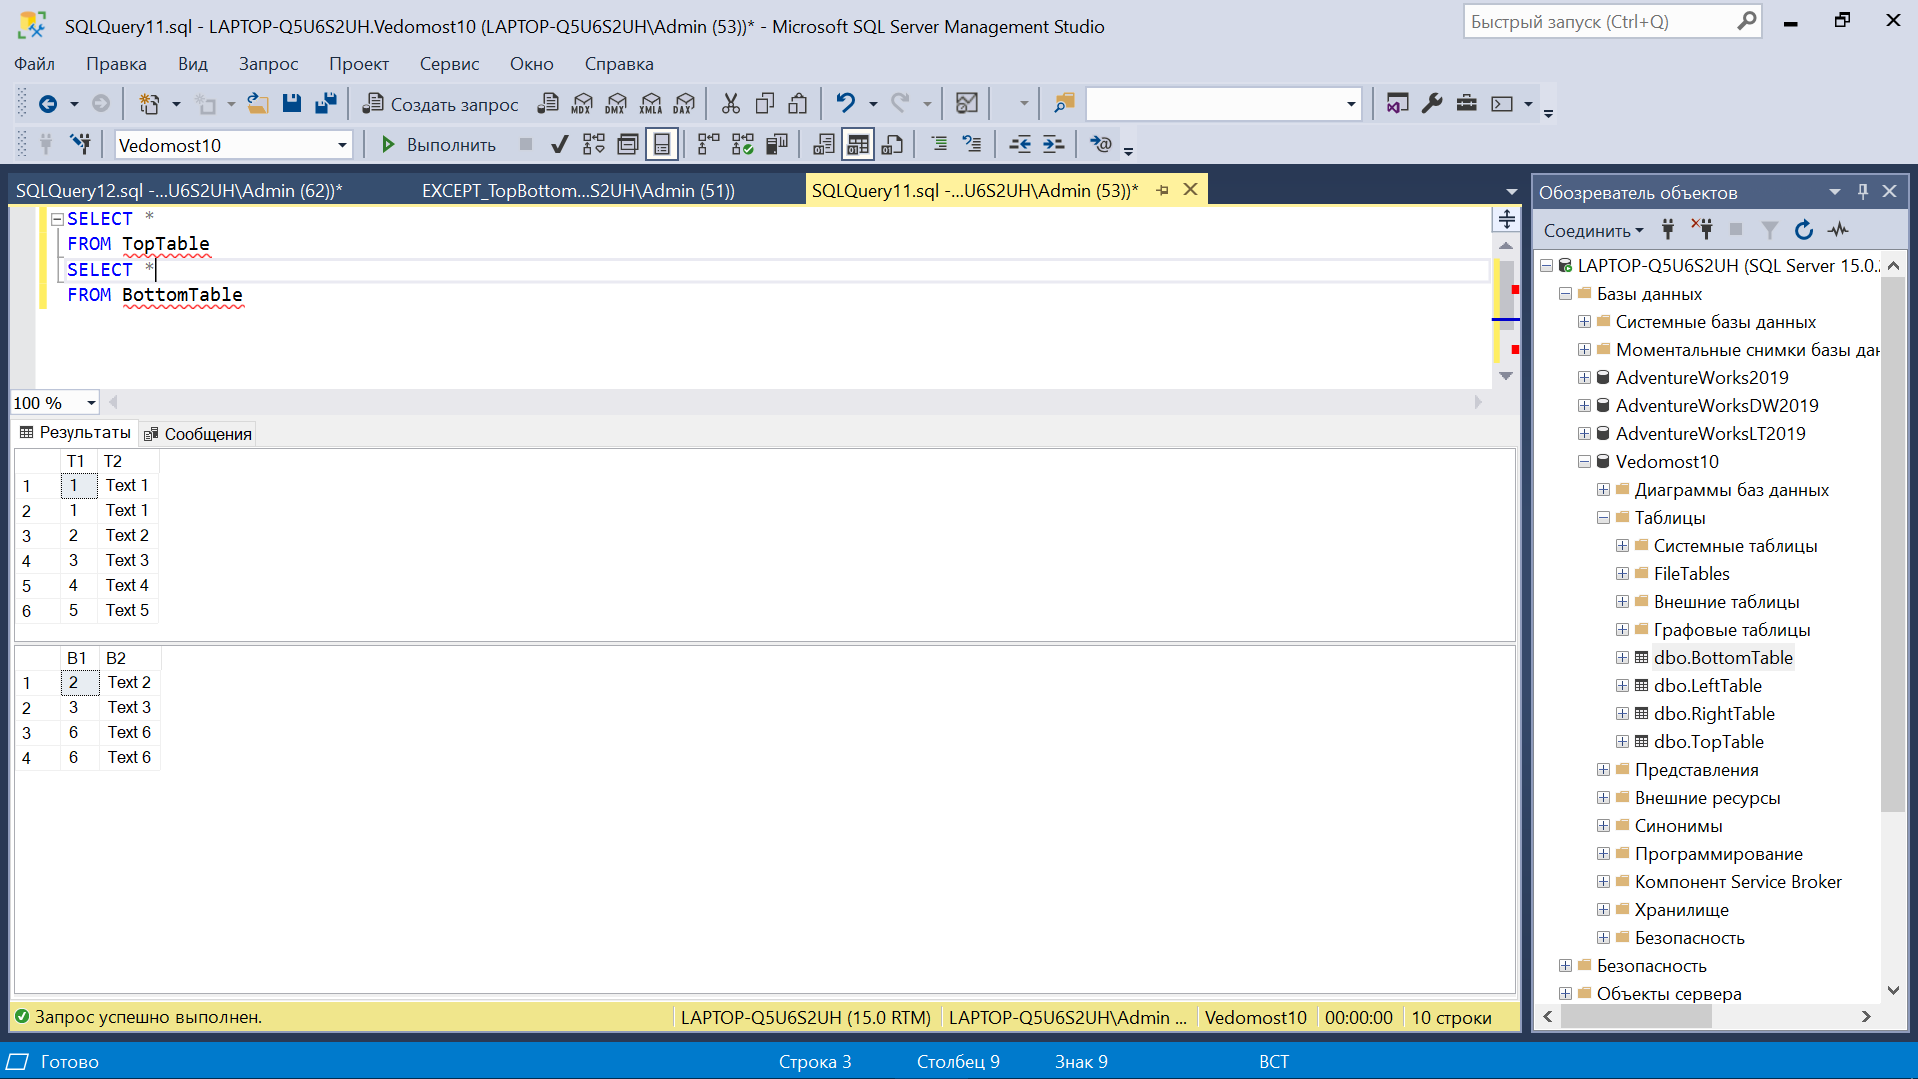 SQLQuery11.sql - LAPTOP-Q5U6S2UH.Vedomost10 (LAPTOP-Q5U6S2UH\Admin (53))* - Microsoft SQL Server Management Studio
Быстрый запуск (Ctrl+Q)
Файл Правка Вид Запрос Проект Сервис Окно Справка
Создать запрос MDX DMX XMLA DAX
Vedomost10 Выполнить
SQLQuery12.sql -...U6S2UH\Admin (62))* EXCEPT_TopBottom...S2UH\Admin (51)) SQLQuery11.sql -...U6S2UH\Admin (53))*
SELECT *
FROM TopTable
SELECT *
FROM BottomTable
100 %
Результаты Сообщения
T1 T2
1 1 Text 1
2 1 Text 1
3 2 Text 2
4 3 Text 3
5 4 Text 4
6 5 Text 5
B1 B2
1 2 Text 2
2 3 Text 3
3 6 Text 6
4 6 Text 6
Запрос успешно выполнен. LAPTOP-Q5U6S2UH (15.0 RTM) LAPTOP-Q5U6S2UH\Admin ... Vedomost10 00:00:00 10 строки
Обозреватель объектов
Соединить
LAPTOP-Q5U6S2UH (SQL Server 15.0.
Базы данных
Системные базы данных
Моментальные снимки базы дан
AdventureWorks2019
AdventureWorksDW2019
AdventureWorksLT2019
Vedomost10
Диаграммы баз данных
Таблицы
Системные таблицы
FileTables
Внешние таблицы
Графовые таблицы
dbo.BottomTable
dbo.LeftTable
dbo.RightTable
dbo.TopTable
Представления
Внешние ресурсы
Синонимы
Программирование
Компонент Service Broker
Хранилище
Безопасность
Безопасность
Объекты сервера
Готово Строка 3 Столбец 9 Знак 9 ВСТ